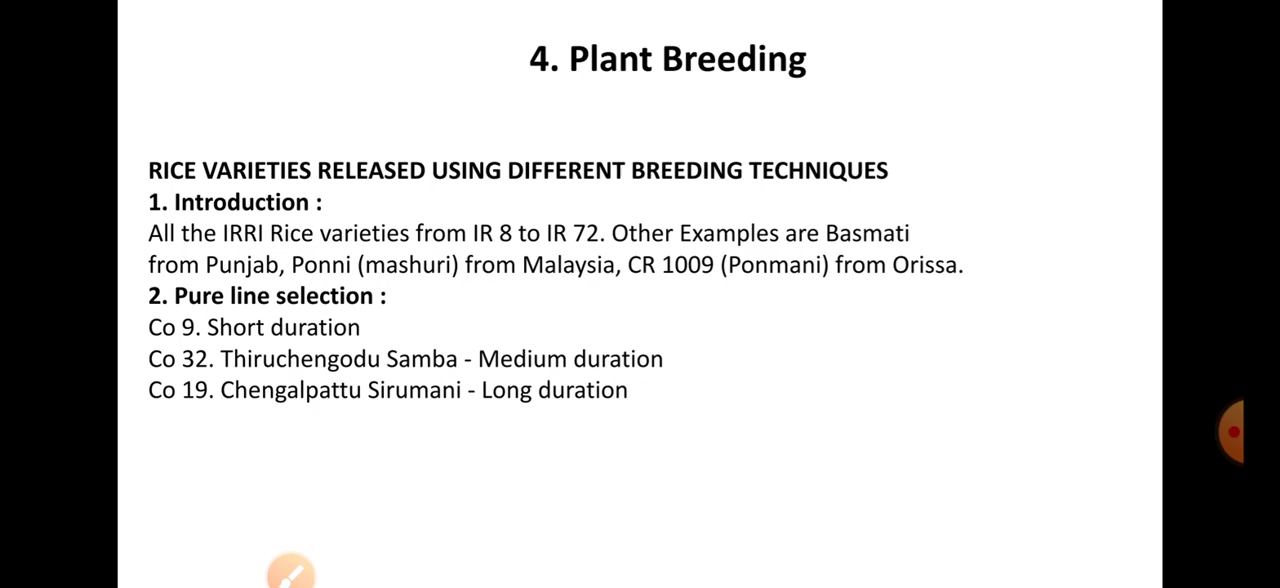 4. Plant Breeding
RICE VARIETIES RELEASED USING DIFFERENT BREEDING TECHNIQUES
1. Introduction :
All the IRRI Rice varieties from IR 8 to IR 72. Other Examples are Basmati
from Punjab, Ponni (mashuri) from Malaysia, CR 1009 (Ponmani) from Orissa.
2. Pure line selection :
Co 9. Short duration
Co 32. Thiruchengodu Samba - Medium duration
Co 19. Chengalpattu Sirumani - Long duration